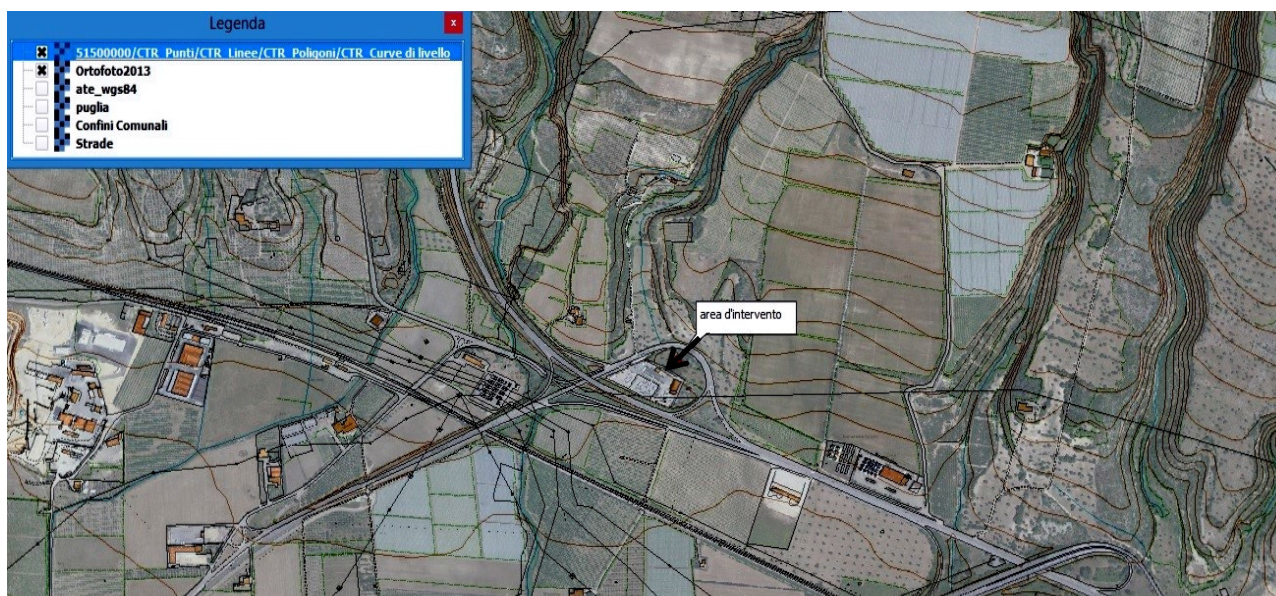 Legenda
x
51500000/CTR_Punti/CTR_Linee/CTR_Poligoni/CTR_Curve di livello
Ortofoto2013
ate_wgs84
puglia
Confini Comunali
Strade
area d'intervento